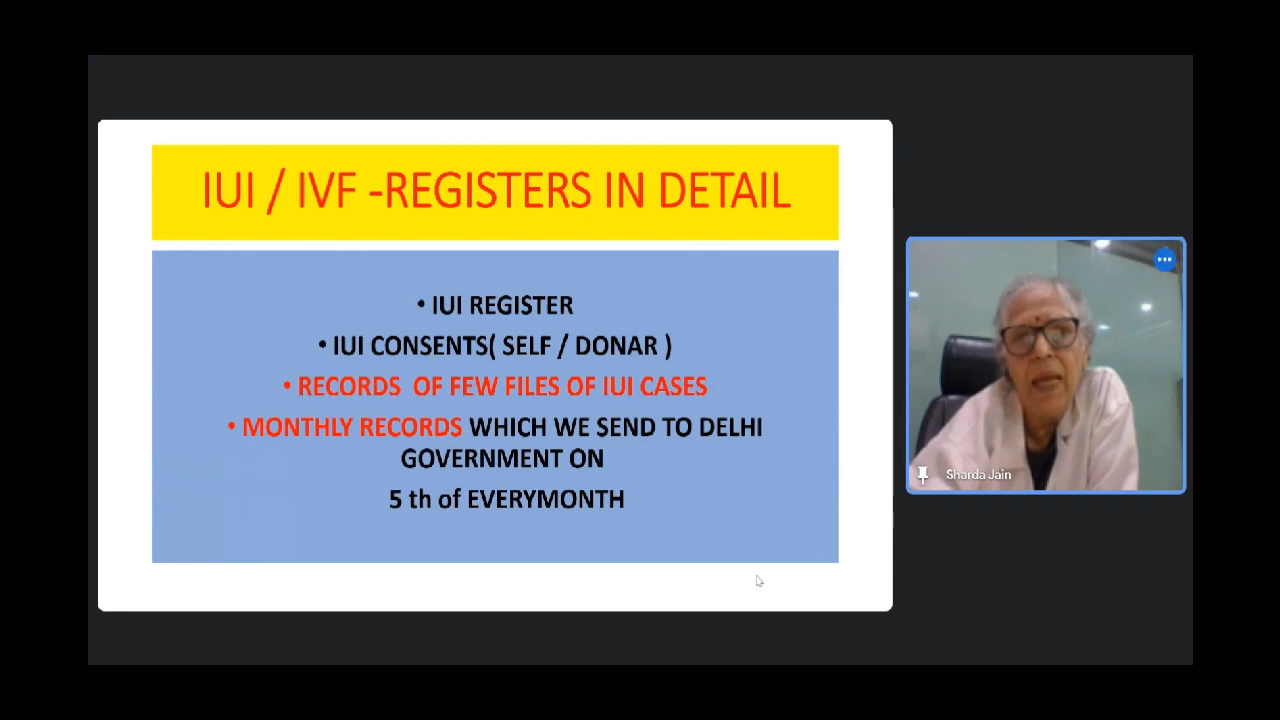 IUI / IVF -REGISTERS IN DETAIL
• IUI REGISTER
• IUI CONSENTS( SELF / DONAR )
• RECORDS OF FEW FILES OF IUI CASES
• MONTHLY RECORDS WHICH WE SEND TO DELHI
GOVERNMENT ON
5 th of EVERYMONTH
Sharda Jain